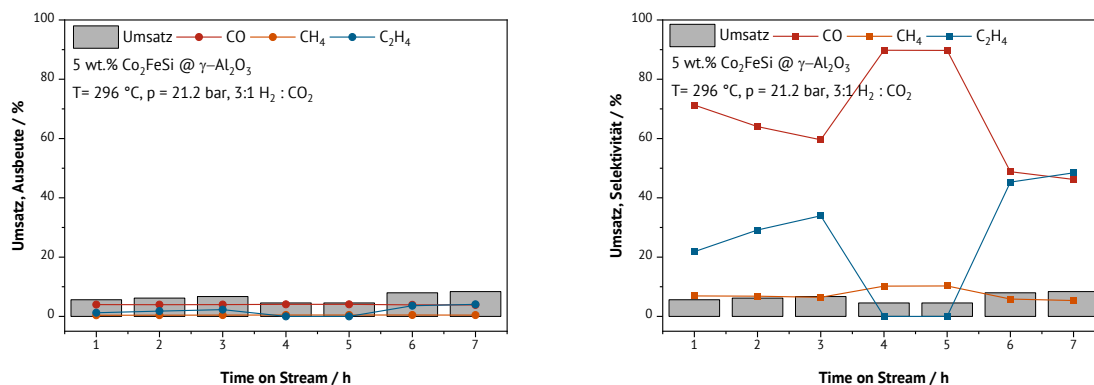 100
80
60
40
20
0
Umsatz, Ausbeute / %
Umsatz CO CH₄ C₂H₄
5 wt.% Co₂FeSi @ γ–Al₂O₃
T= 296 °C, p = 21.2 bar, 3:1 H₂ : CO₂
1 2 3 4 5 6 7
Time on Stream / h
100
80
60
40
20
0
Umsatz, Selektivität / %
Umsatz CO CH₄ C₂H₄
5 wt.% Co₂FeSi @ γ–Al₂O₃
T= 296 °C, p = 21.2 bar, 3:1 H₂ : CO₂
1 2 3 4 5 6 7
Time on Stream / h